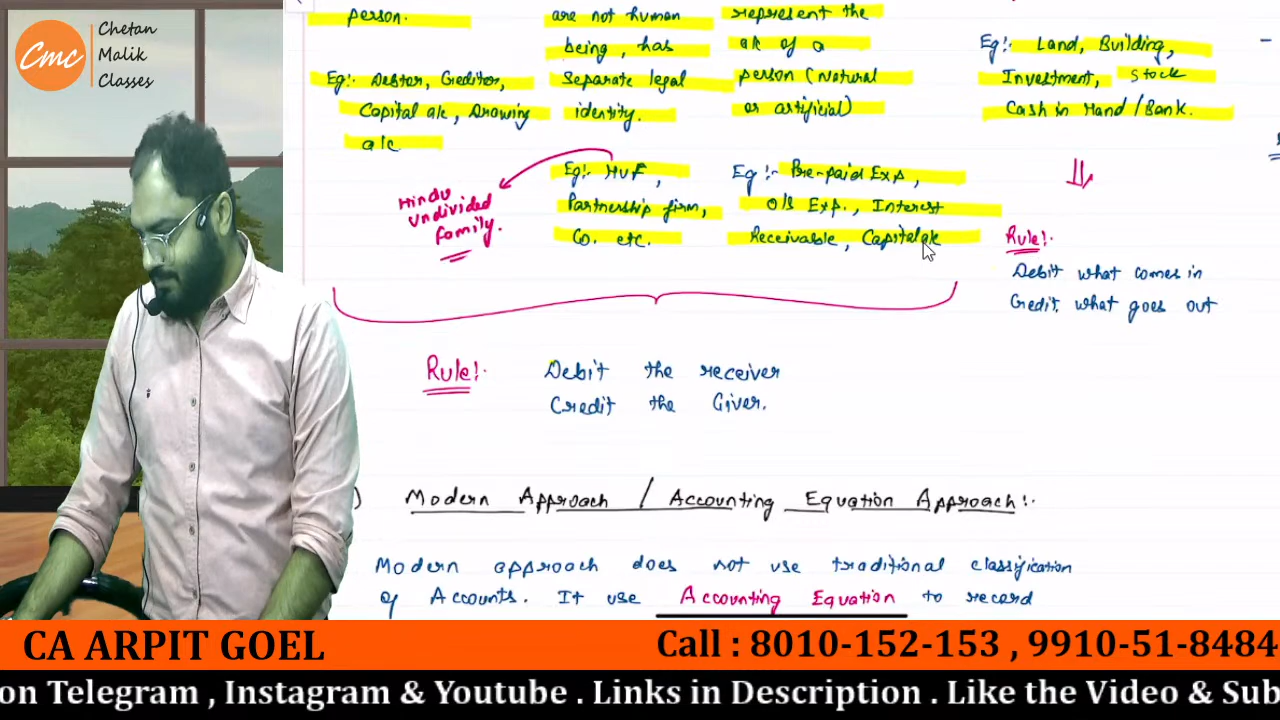 Cmc
Chetan
Malik
Classes
person.
Eg:- Debtor, Creditor,
Capital a/c, Drawing
a/c
are not human
being, has
separate legal
identity.
Eg:- HUF,
Partnership firm,
Co. etc.
Hindu
Undivided
family.
represent the
a/c of a
person (Natural
or artificial)
Eg:- Pre-paid Exp,
O/s Exp., Interest
Receivable, Capital a/c
Eg:- Land, Building,
Investment, Stock
Cash in Hand/Bank.
Rule:-
Debit what comes in
Credit what goes out
Rule:-
Debit the receiver
Credit the Giver.
) Modern Approach / Accounting Equation Approach:-
Modern approach does not use traditional classification
of Accounts. It use Accounting Equation to record
CA ARPIT GOEL
Call : 8010-152-153 , 9910-51-8484
on Telegram , Instagram & Youtube . Links in Description . Like the Video & Sub